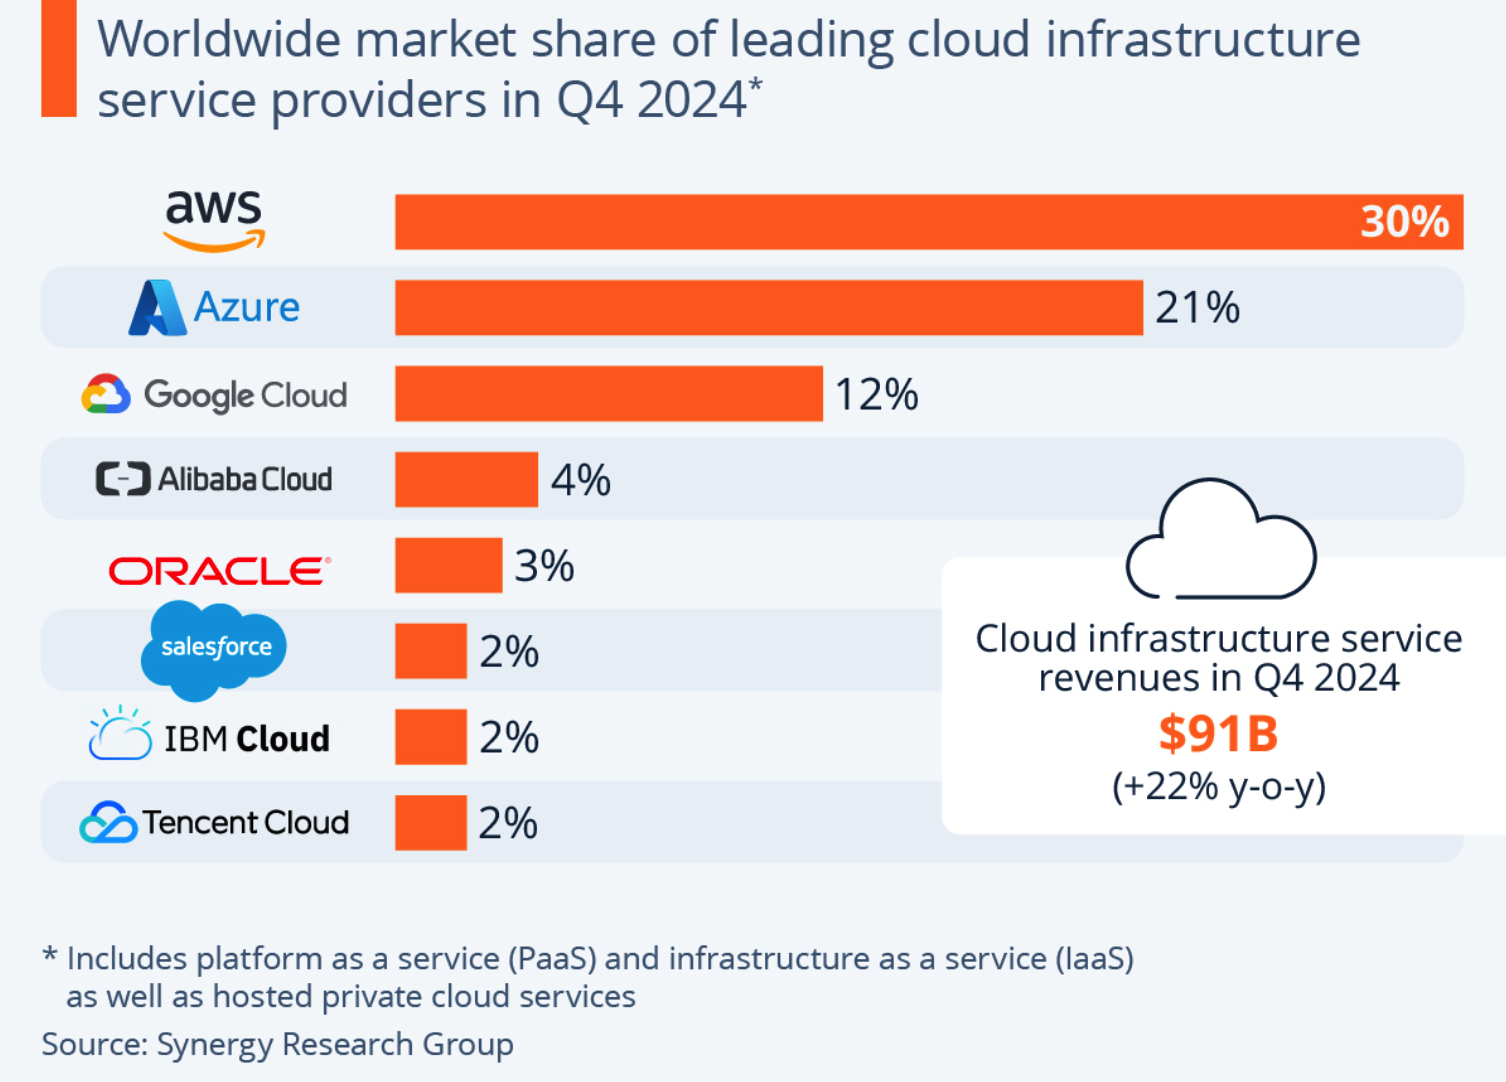 Worldwide market share of leading cloud infrastructure
service providers in Q4 2024*
aws
30%
Azure
21%
Google Cloud
12%
Alibaba Cloud
4%
ORACLE®
3%
salesforce
2%
IBM Cloud
2%
Tencent Cloud
2%
Cloud infrastructure service
revenues in Q4 2024
$91B
(+22% y-o-y)
* Includes platform as a service (PaaS) and infrastructure as a service (IaaS)
as well as hosted private cloud services
Source: Synergy Research Group